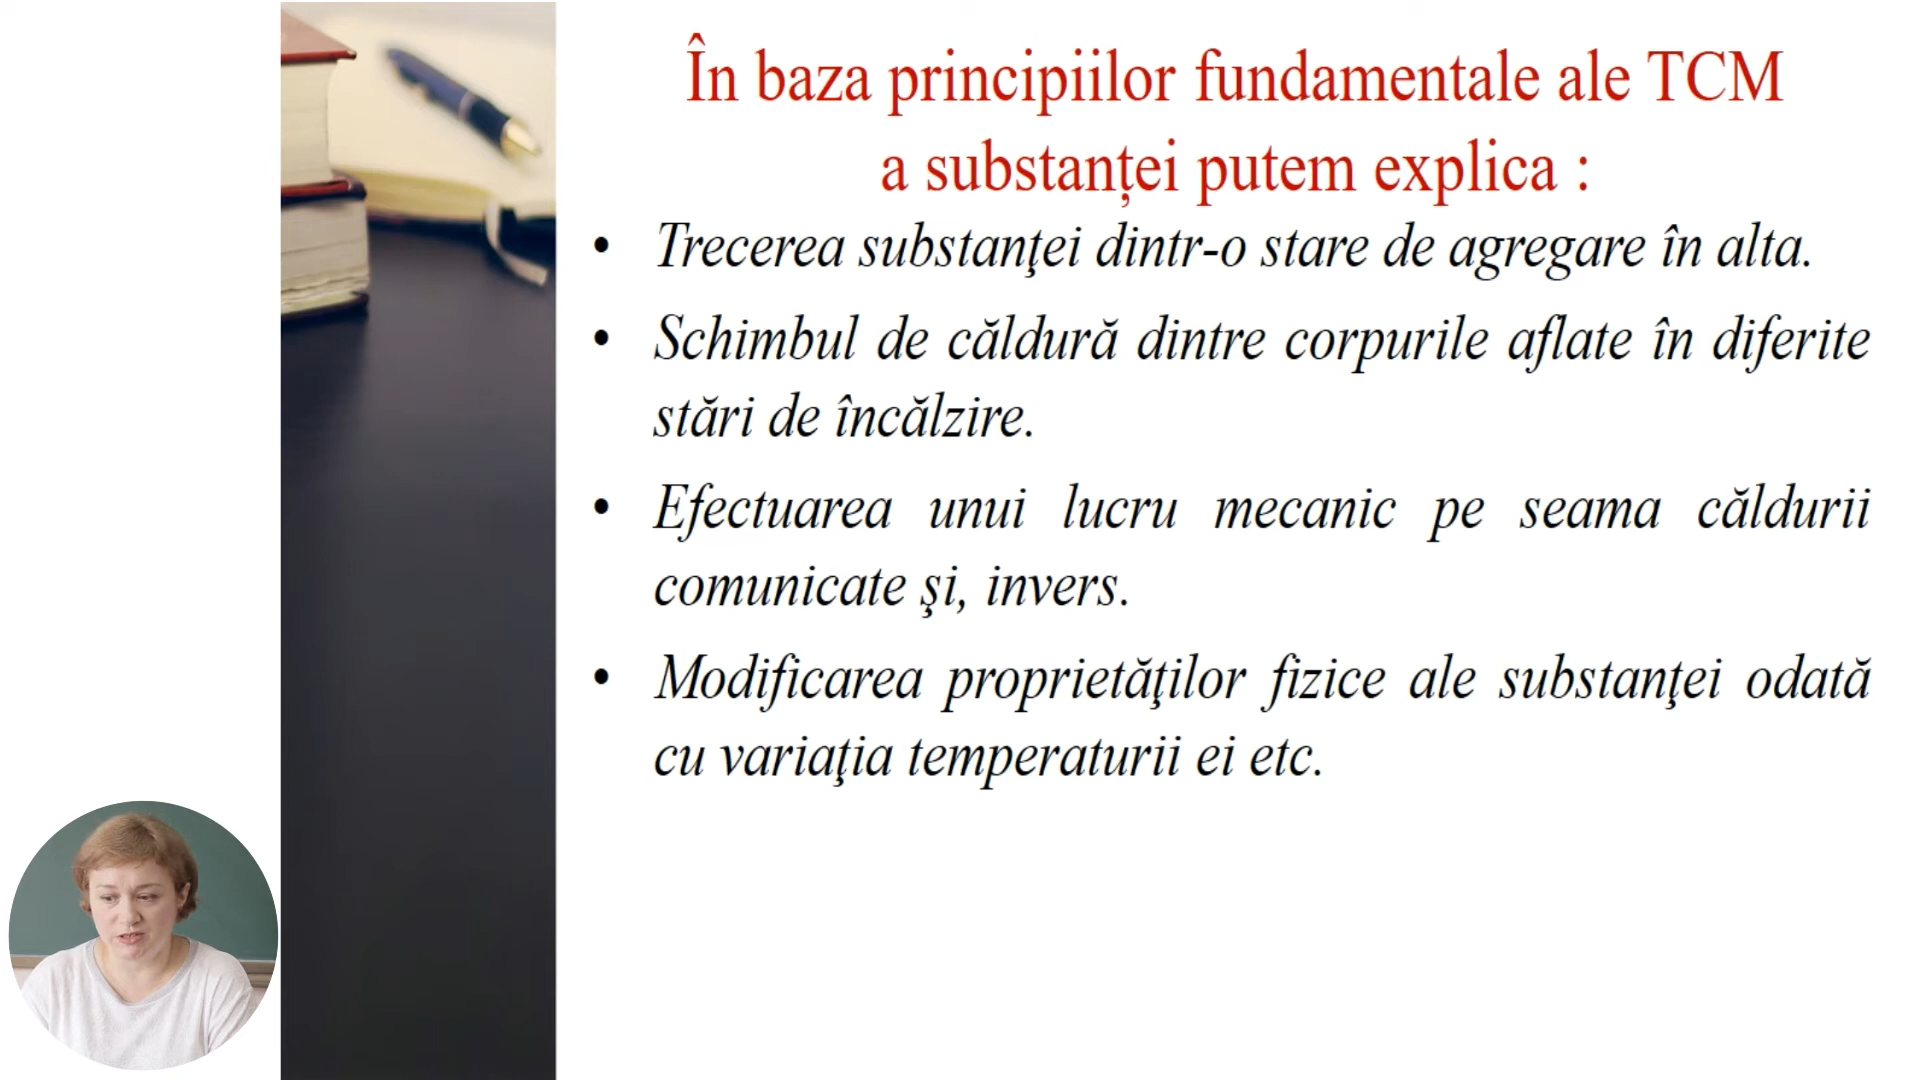 În baza principiilor fundamentale ale TCM
a substanței putem explica :
• Trecerea substanţei dintr-o stare de agregare în alta.
• Schimbul de căldură dintre corpurile aflate în diferite
stări de încălzire.
• Efectuarea unui lucru mecanic pe seama căldurii
comunicate şi, invers.
• Modificarea proprietăţilor fizice ale substanţei odată
cu variaţia temperaturii ei etc.